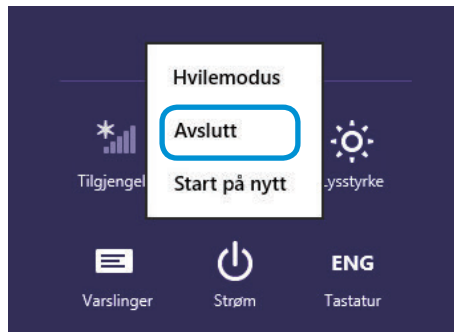 Hvilemodus
Avslutt
Start på nytt
Tilgjengel
ysstyrke
ENG
Varslinger
Strøm
Tastatur